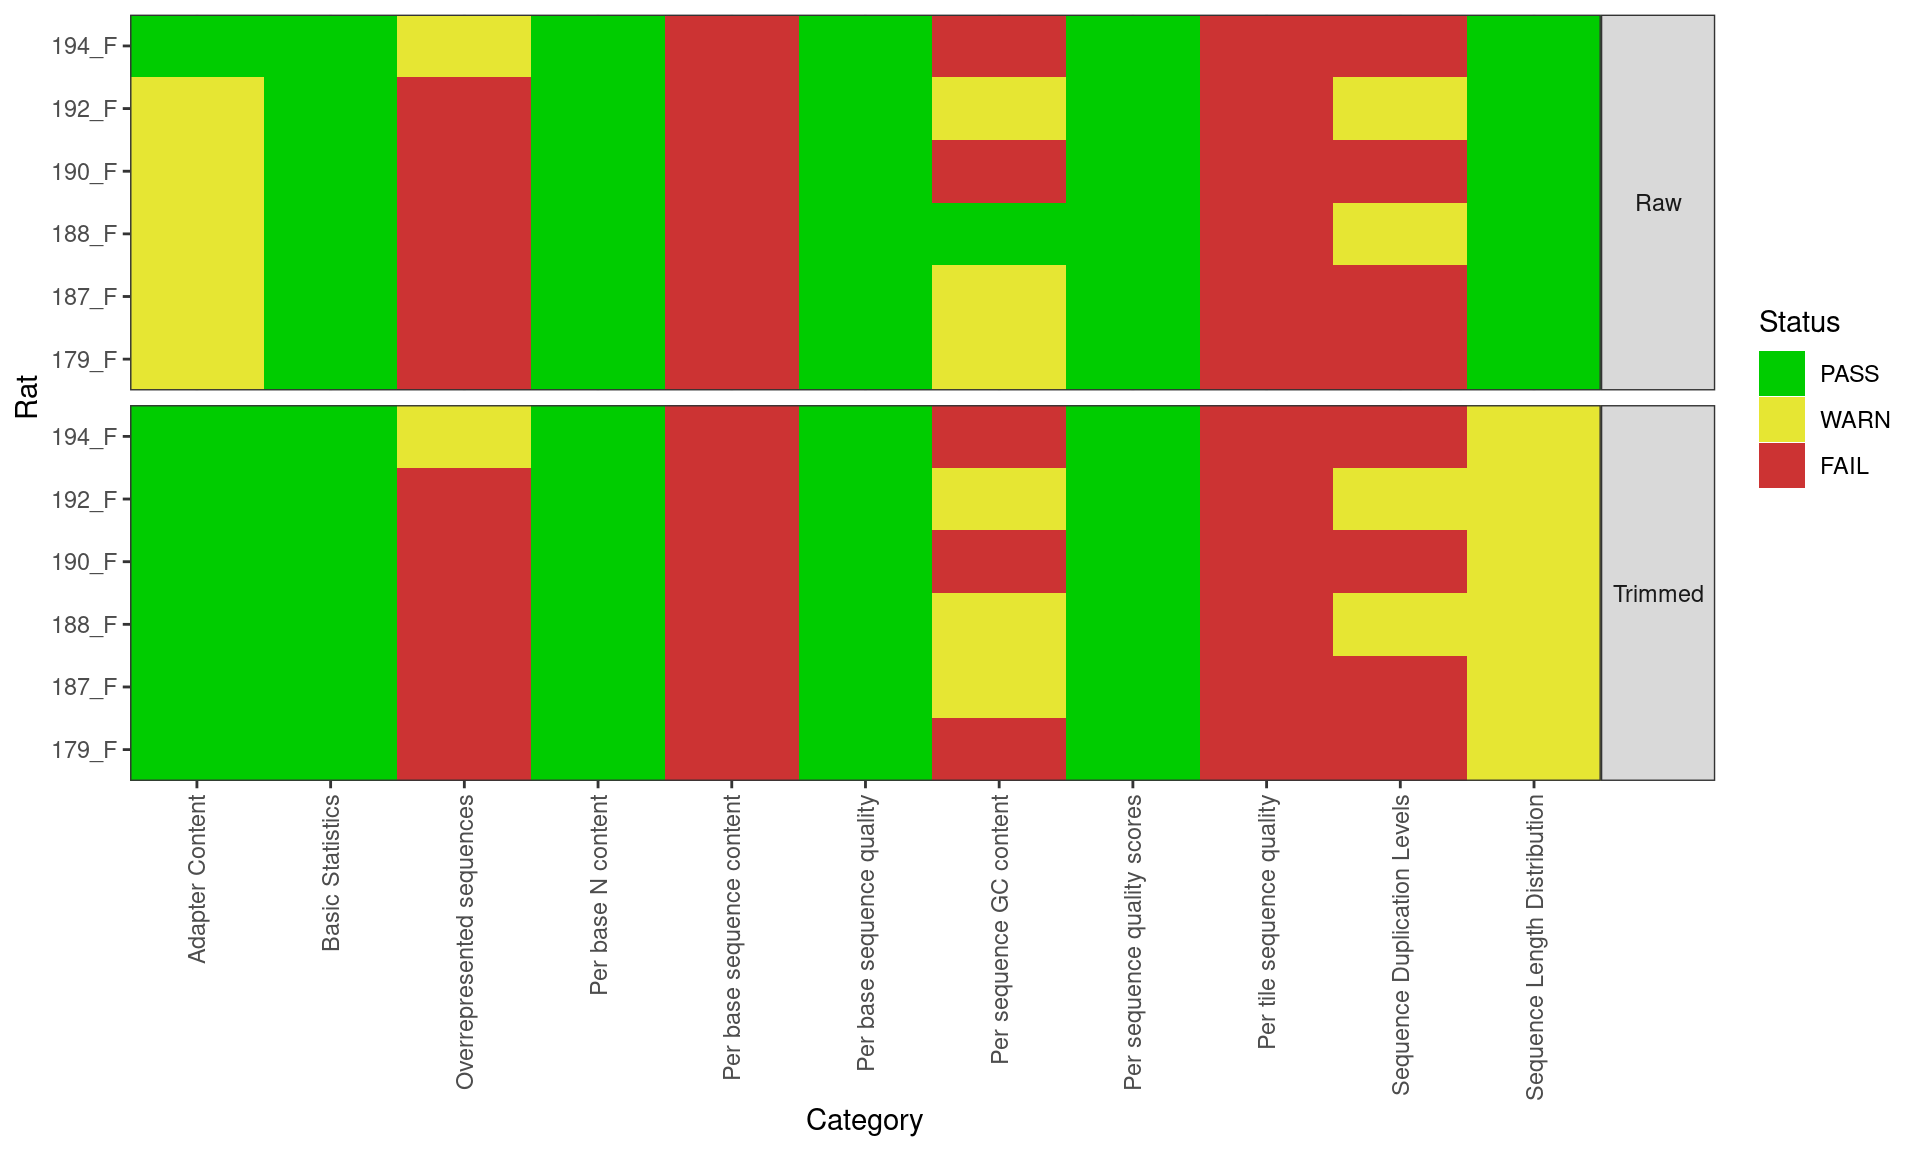 194_F
192_F
190_F
188_F
187_F
179_F
Raw
194_F
192_F
190_F
188_F
187_F
179_F
Trimmed
Rat
Adapter Content
Basic Statistics
Overrepresented sequences
Per base N content
Per base sequence content
Per base sequence quality
Per sequence GC content
Per sequence quality scores
Per tile sequence quality
Sequence Duplication Levels
Sequence Length Distribution
Category
Status
PASS
WARN
FAIL